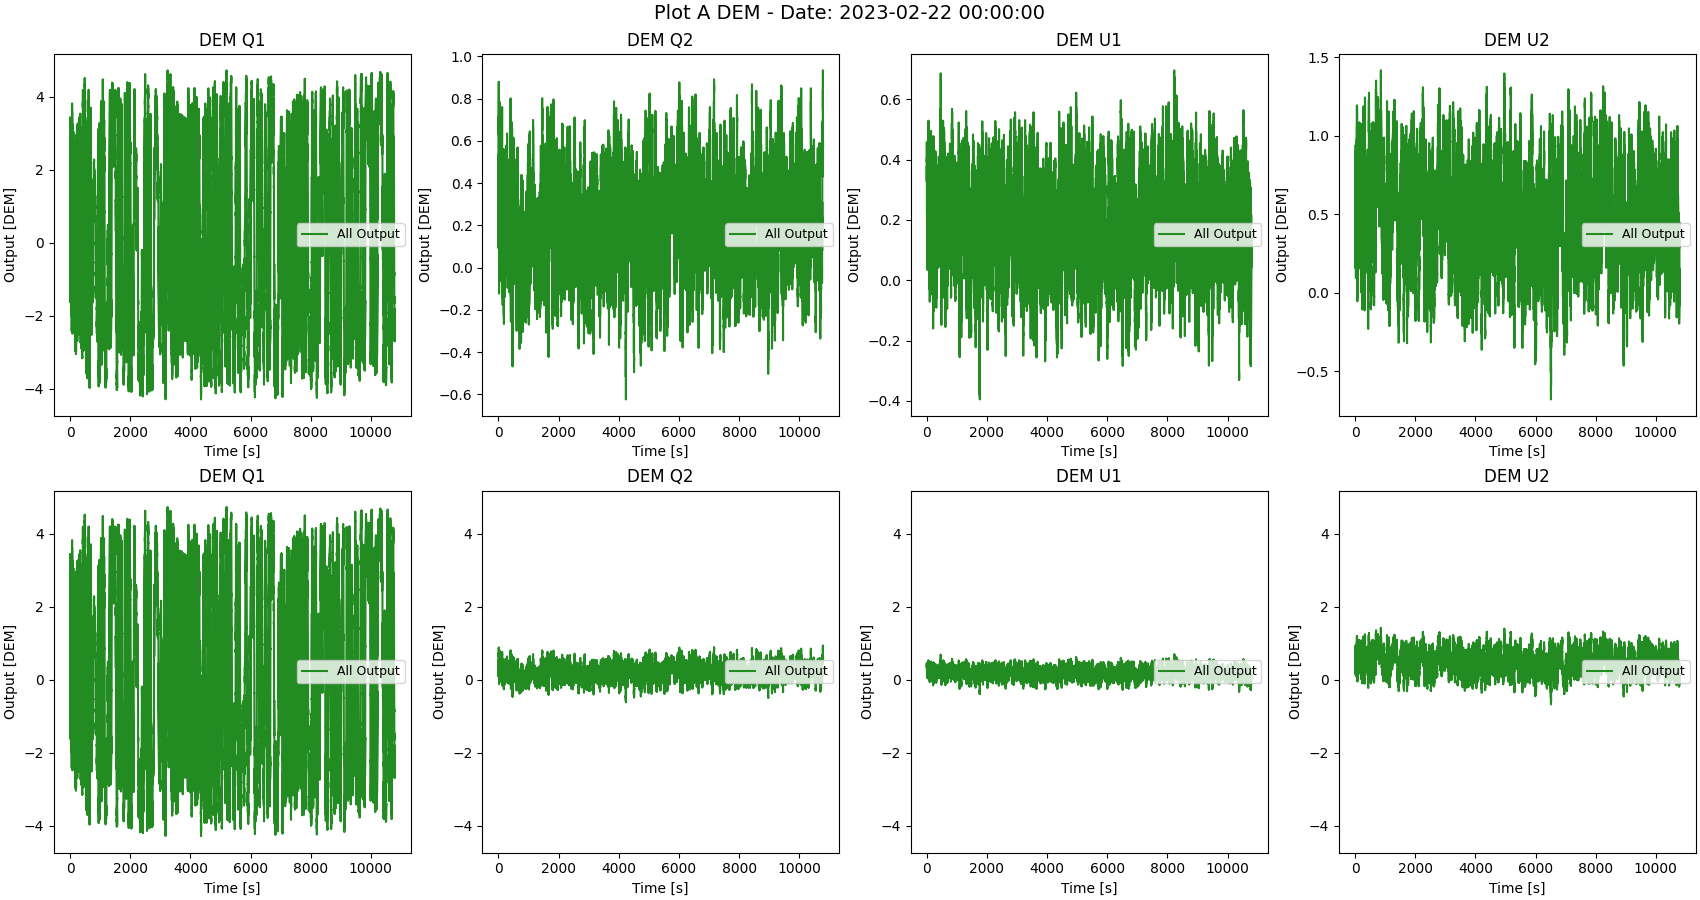 Plot A DEM - Date: 2023-02-22 00:00:00
DEM Q1
DEM Q2
DEM U1
DEM U2
Output [DEM]
4
2
0
−2
−4
All Output
0 2000 4000 6000 8000 10000
Time [s]
Output [DEM]
1.0
0.8
0.6
0.4
0.2
0.0
−0.2
−0.4
−0.6
All Output
0 2000 4000 6000 8000 10000
Time [s]
Output [DEM]
0.6
0.4
0.2
0.0
−0.2
−0.4
All Output
0 2000 4000 6000 8000 10000
Time [s]
Output [DEM]
1.5
1.0
0.5
0.0
−0.5
All Output
0 2000 4000 6000 8000 10000
Time [s]
DEM Q1
DEM Q2
DEM U1
DEM U2
Output [DEM]
4
2
0
−2
−4
All Output
0 2000 4000 6000 8000 10000
Time [s]
Output [DEM]
4
2
0
−2
−4
All Output
0 2000 4000 6000 8000 10000
Time [s]
Output [DEM]
4
2
0
−2
−4
All Output
0 2000 4000 6000 8000 10000
Time [s]
Output [DEM]
4
2
0
−2
−4
All Output
0 2000 4000 6000 8000 10000
Time [s]